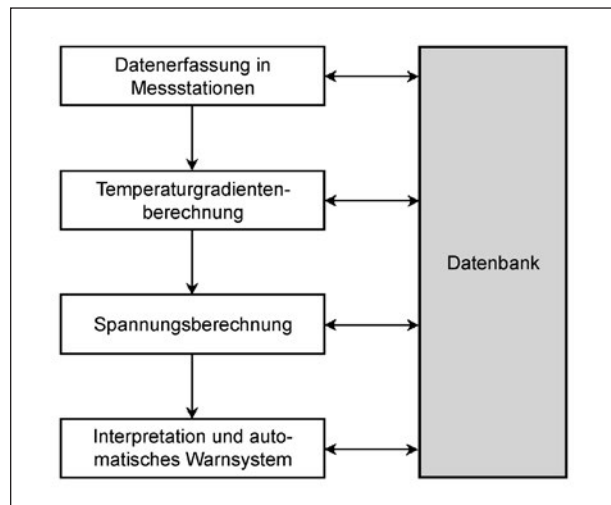 Datenerfassung in
Messstationen
Temperaturgradienten-
berechnung
Datenbank
Spannungsberechnung
Interpretation und auto-
matisches Warnsystem